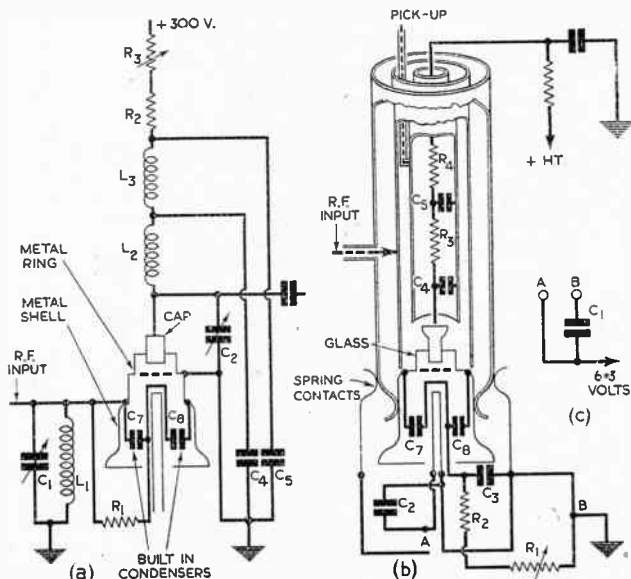 + 300 V.
R3
R2
L3
L2
METAL
RING
METAL
SHELL
CAP
R.F.
INPUT
C2
C7
C8
C1
L1
R1
C4
C5
BUILT IN
CONDENSERS
(a)
PICK-UP
+ HT
R4
C5
R3
C4
R.F.
INPUT
GLASS
SPRING
CONTACTS
C7
C8
C2
A
C3
R2
R1
B
(b)
A
B
C1
6·3
VOLTS
(c)